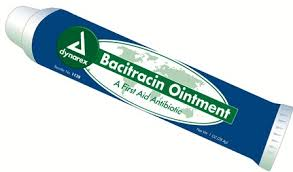 dynarex
Bacitracin Ointment
A First Aid Antibiotic